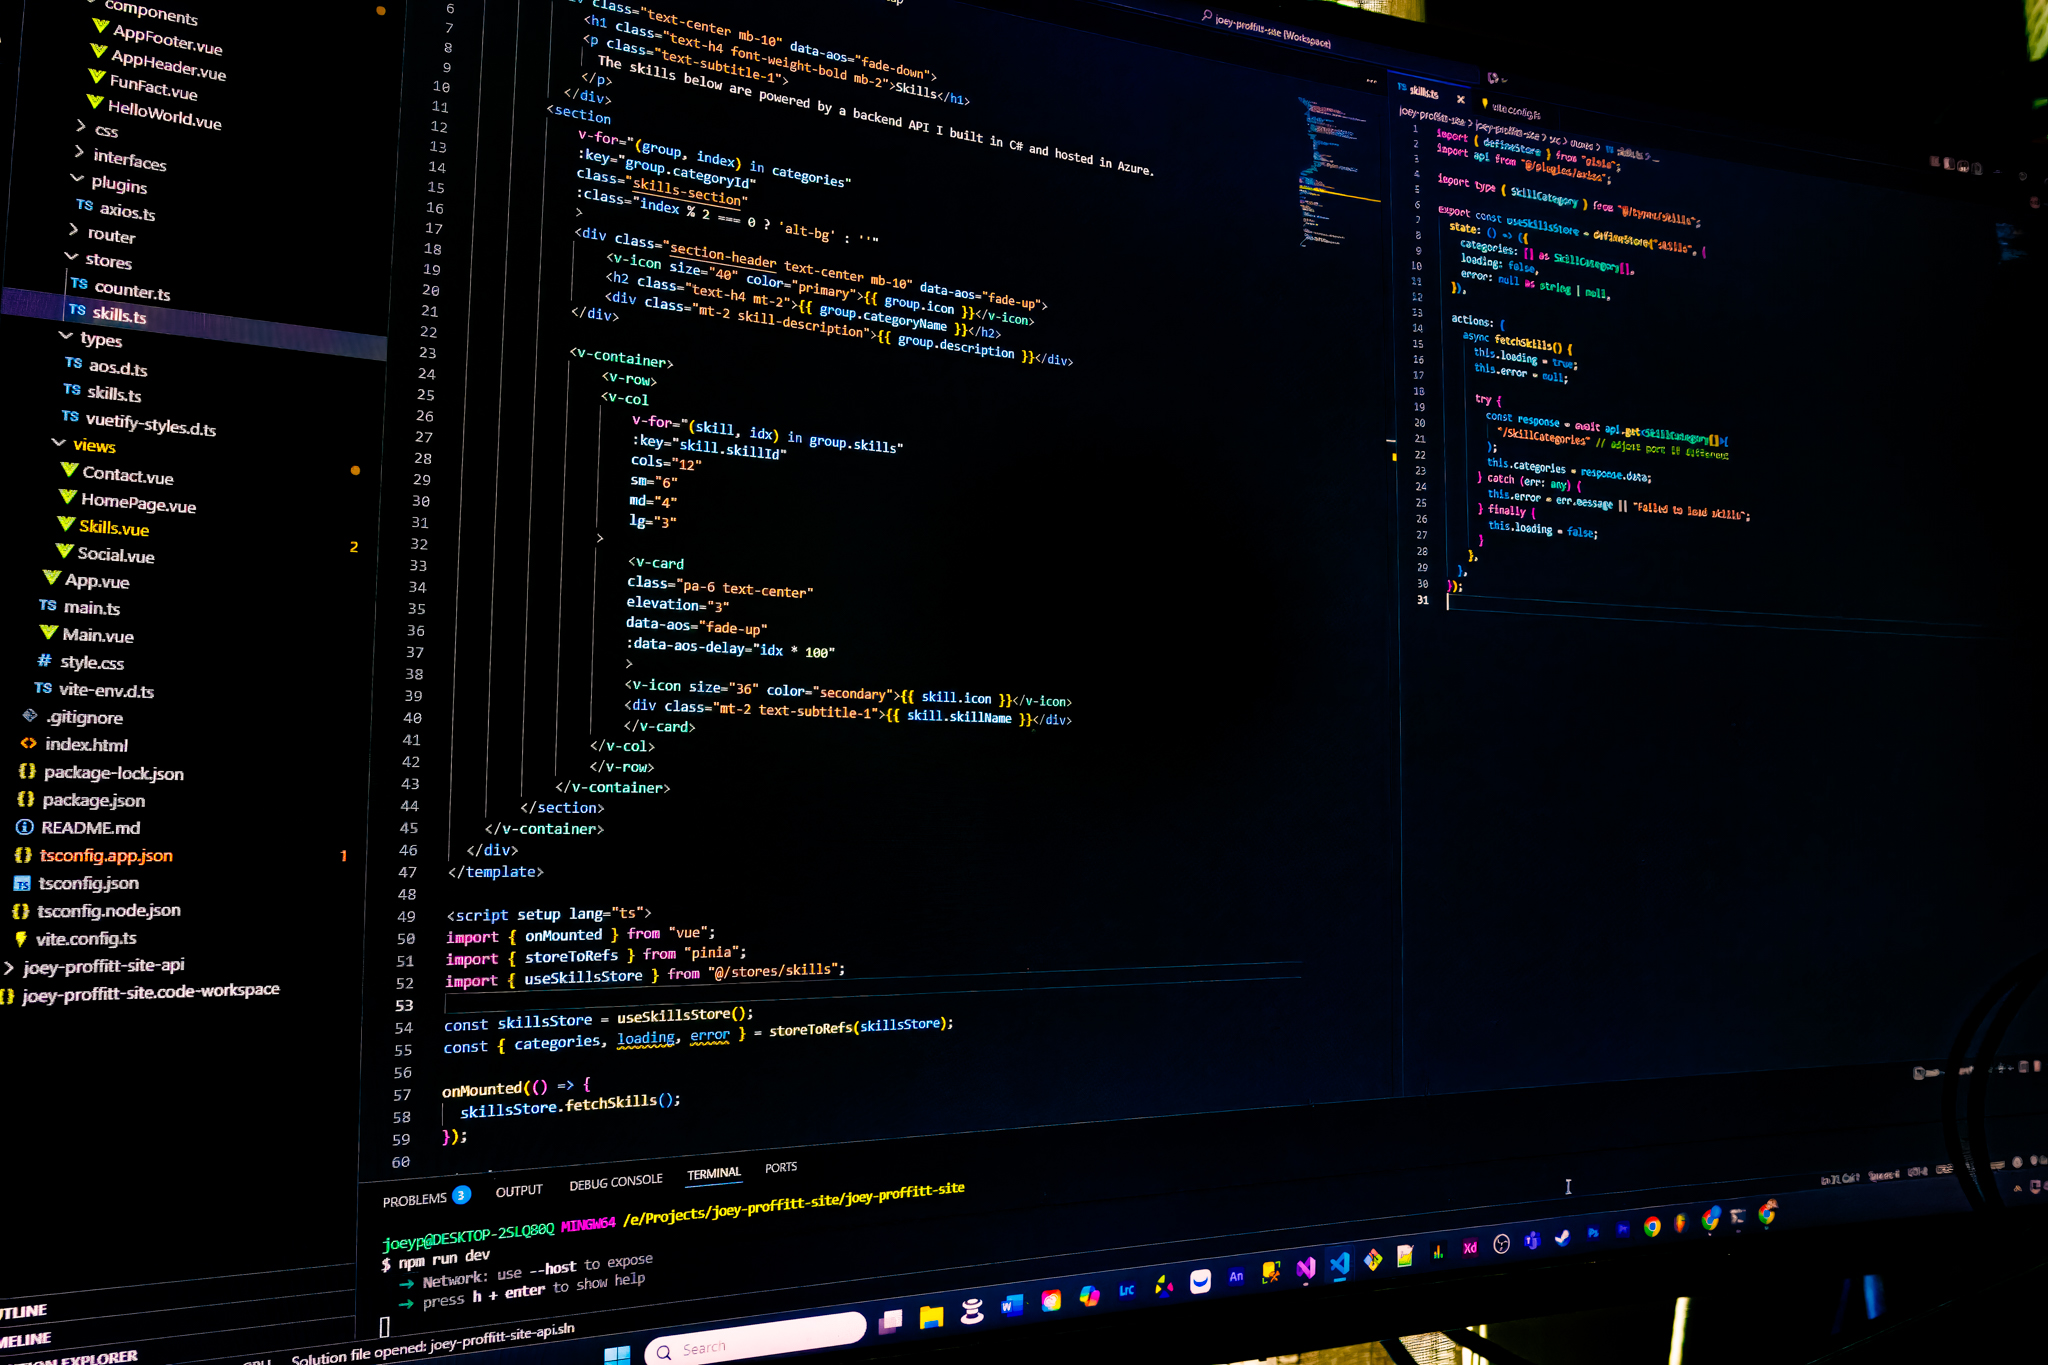 components
AppFooter.vue
AppHeader.vue
FunFact.vue
HelloWorld.vue
css
interfaces
plugins
TS axios.ts
router
stores
TS counter.ts
TS skills.ts
types
TS aos.d.ts
TS skills.ts
TS vuetify-styles.d.ts
views
Contact.vue
HomePage.vue
Skills.vue 2
Social.vue
App.vue
TS main.ts
Main.vue
# style.css
TS vite-env.d.ts
.gitignore
<> index.html
{} package-lock.json
{} package.json
README.md
{} tsconfig.app.json 1
TS tsconfig.json
{} tsconfig.node.json
vite.config.ts
joey-proffitt-site-api
{} joey-proffitt-site.code-workspace
joey-proffitt-site (Workspace)
6 class="text-center mb-10" data-aos="fade-down">
7 <h1 class="text-h4 font-weight-bold mb-2">Skills</h1>
8 <p class="text-subtitle-1">
9 The skills below are powered by a backend API I built in C# and hosted in Azure.
10 </p>
11 </div>
12 <section
13 v-for="(group, index) in categories"
14 :key="group.categoryId"
15 class="skills-section"
16 :class="index % 2 === 0 ? 'alt-bg' : ''"
17 >
18 <div class="section-header text-center mb-10" data-aos="fade-up">
19 <v-icon size="40" color="primary">{{ group.icon }}</v-icon>
20 <h2 class="text-h4 mt-2">{{ group.categoryName }}</h2>
21 <div class="mt-2 skill-description">{{ group.description }}</div>
22 </div>
23
24 <v-container>
25 <v-row>
26 <v-col
27 v-for="(skill, idx) in group.skills"
28 :key="skill.skillId"
29 cols="12"
30 sm="6"
31 md="4"
32 lg="3"
33 >
34 <v-card
35 class="pa-6 text-center"
36 elevation="3"
37 data-aos="fade-up"
38 :data-aos-delay="idx * 100"
39 >
40 <v-icon size="36" color="secondary">{{ skill.icon }}</v-icon>
<div class="mt-2 text-subtitle-1">{{ skill.skillName }}</div>
</v-card>
41 </v-col>
42 </v-row>
43 </v-container>
44 </section>
45 </v-container>
46 </div>
47 </template>
48
49 <script setup lang="ts">
50 import { onMounted } from "vue";
51 import { storeToRefs } from "pinia";
52 import { useSkillsStore } from "@/stores/skills";
53
54 const skillsStore = useSkillsStore();
55 const { categories, loading, error } = storeToRefs(skillsStore);
56
57 onMounted(() => {
58 skillsStore.fetchSkills();
59 });
60
TS skills.ts × vite.config.ts
joey-proffitt-site > joey-proffitt-site > src > stores > TS skills.ts > ...
1 import { defineStore } from "pinia";
2 import api from "@/plugins/axios";
3
4 import type { SkillCategory } from "@/types/skills";
5
6 export const useSkillsStore = defineStore("skills", {
7 state: () => ({
8 categories: [] as SkillCategory[],
9 loading: false,
10 error: null as string | null,
11 }),
12
13 actions: {
14 async fetchSkills() {
15 this.loading = true;
16 this.error = null;
17
18 try {
19 const response = await api.get<SkillCategory[]>(
20 "/SkillCategories" // adjust port if different
21 );
22 this.categories = response.data;
23 } catch (err: any) {
24 this.error = err.message || "Failed to load skills";
25 } finally {
26 this.loading = false;
27 }
28 },
29 },
30 });
31
PROBLEMS 3 OUTPUT DEBUG CONSOLE TERMINAL PORTS
joeyp@DESKTOP-2SLQ80Q MINGW64 /e/Projects/joey-proffitt-site/joey-proffitt-site
$ npm run dev
➜ Network: use --host to expose
➜ press h + enter to show help
Solution file opened: joey-proffitt-site-api.sln
Search
W
Lrc
An
Xd
Ps